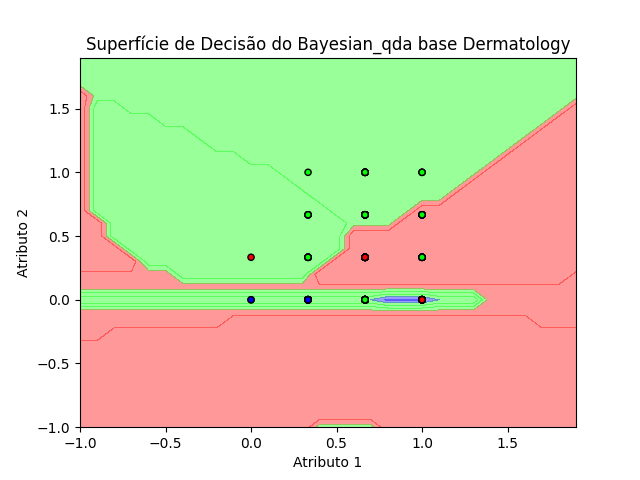 Superfície de Decisão do Bayesian_qda base Dermatology
1.5
1.0
0.5
0.0
−0.5
−1.0
Atributo 2
−1.0 −0.5 0.0 0.5 1.0 1.5
Atributo 1